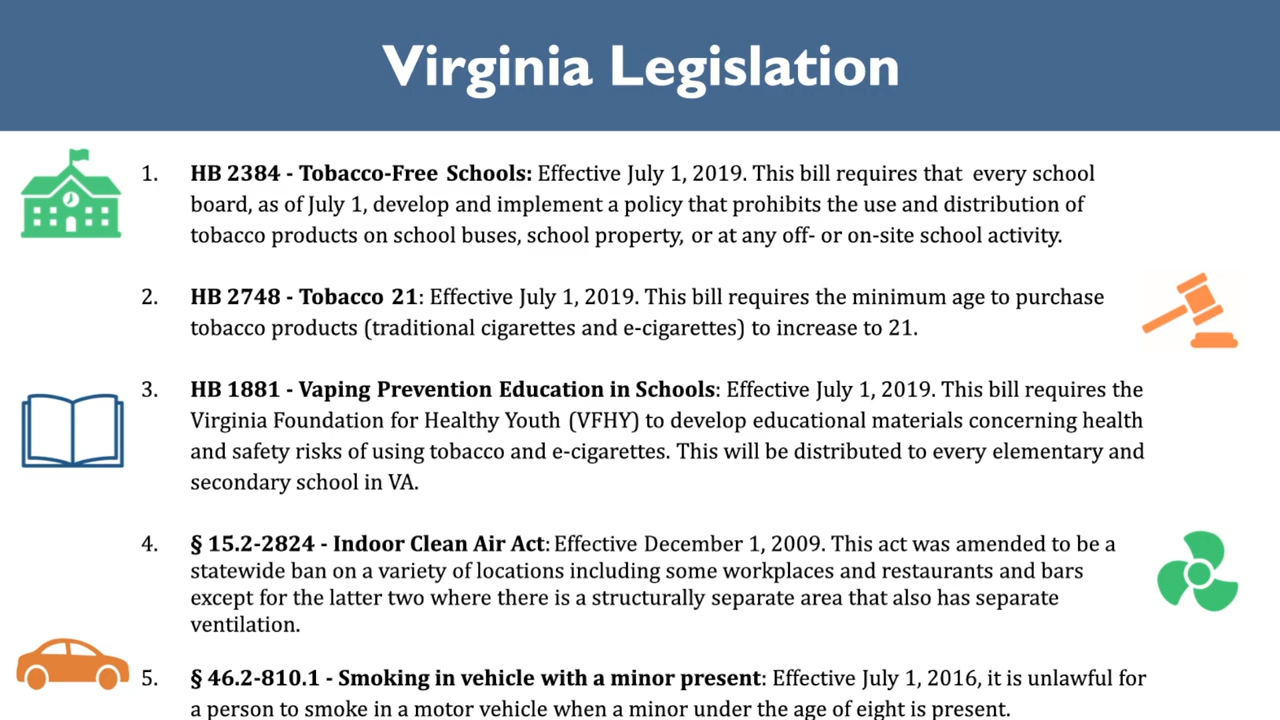 Virginia Legislation
1. HB 2384 - Tobacco-Free Schools: Effective July 1, 2019. This bill requires that every school
board, as of July 1, develop and implement a policy that prohibits the use and distribution of
tobacco products on school buses, school property, or at any off- or on-site school activity.
2. HB 2748 - Tobacco 21: Effective July 1, 2019. This bill requires the minimum age to purchase
tobacco products (traditional cigarettes and e-cigarettes) to increase to 21.
3. HB 1881 - Vaping Prevention Education in Schools: Effective July 1, 2019. This bill requires the
Virginia Foundation for Healthy Youth (VFHY) to develop educational materials concerning health
and safety risks of using tobacco and e-cigarettes. This will be distributed to every elementary and
secondary school in VA.
4. § 15.2-2824 - Indoor Clean Air Act: Effective December 1, 2009. This act was amended to be a
statewide ban on a variety of locations including some workplaces and restaurants and bars
except for the latter two where there is a structurally separate area that also has separate
ventilation.
5. § 46.2-810.1 - Smoking in vehicle with a minor present: Effective July 1, 2016, it is unlawful for
a person to smoke in a motor vehicle when a minor under the age of eight is present.